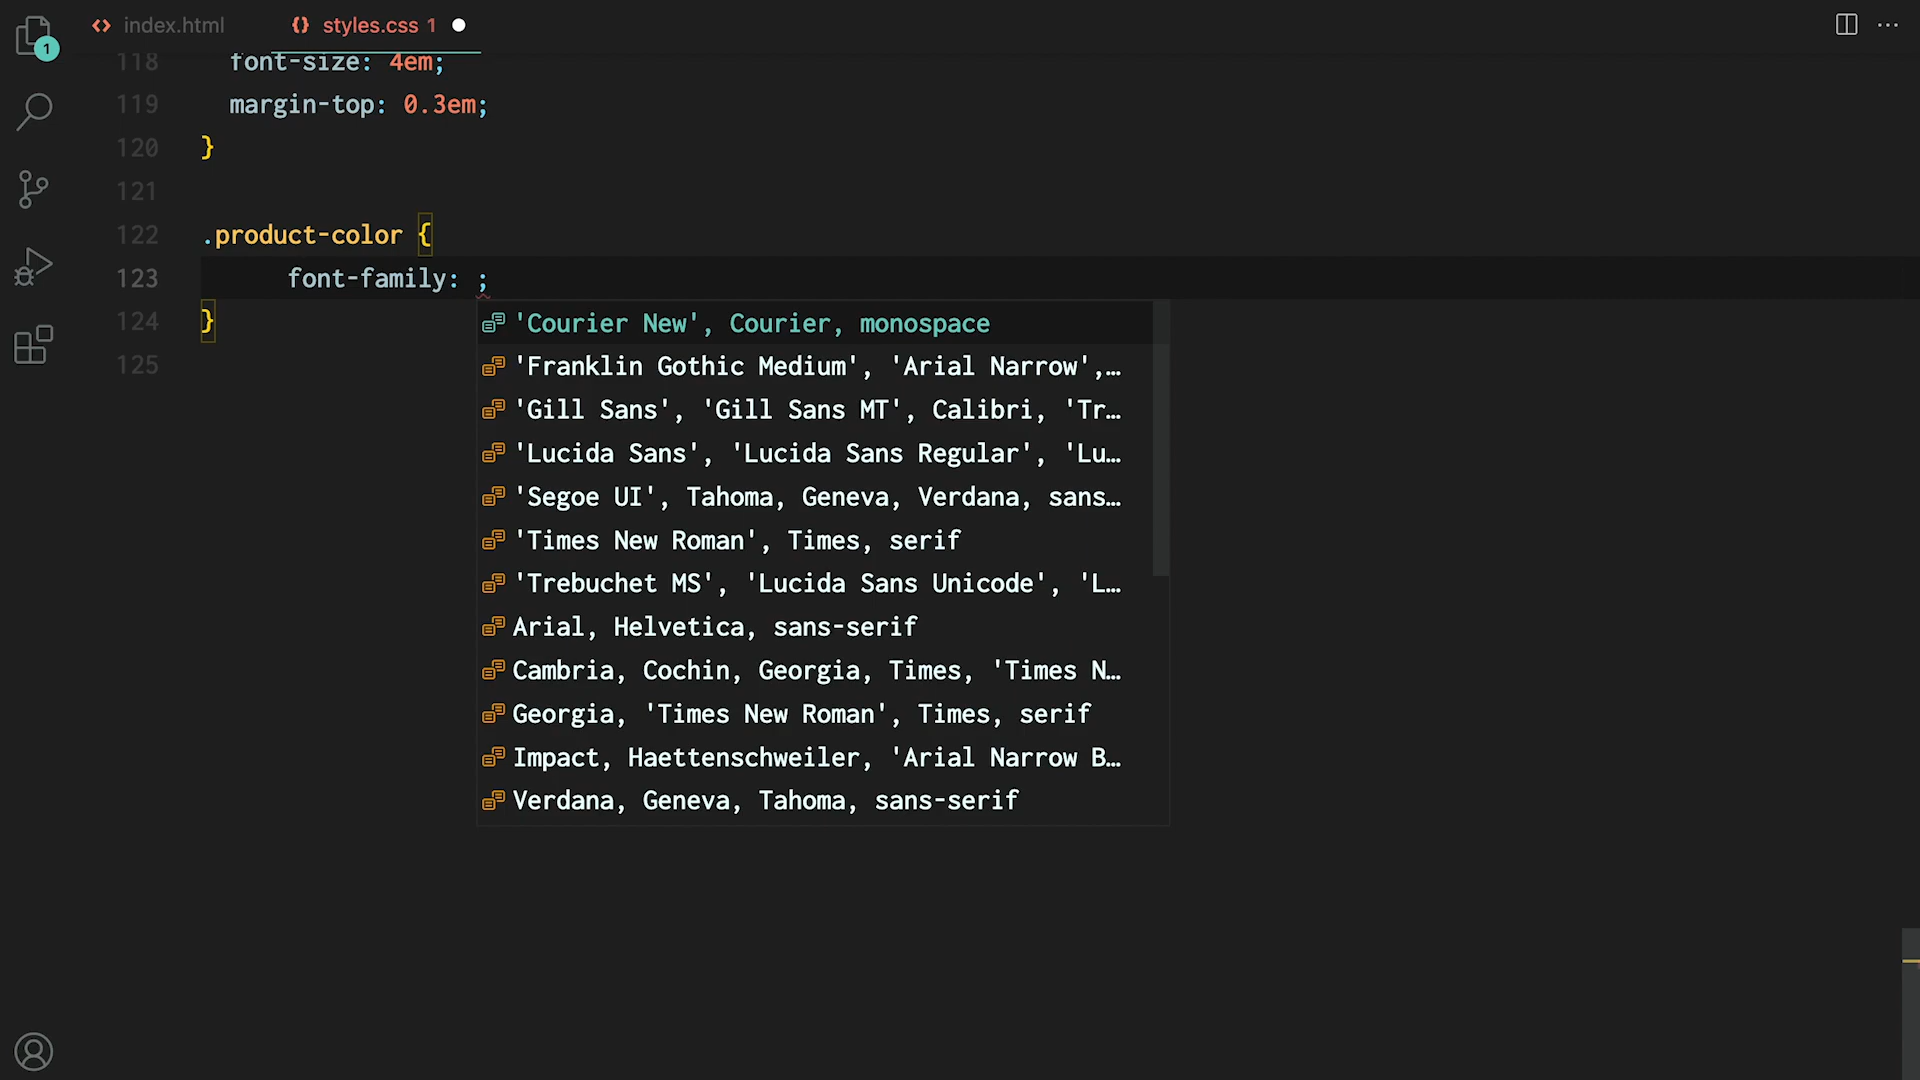 index.html
styles.css 1
1
118 font-size: 4em;
119 margin-top: 0.3em;
120 }
121
122 .product-color {
123 font-family: ;
124 }
125
'Courier New', Courier, monospace
'Franklin Gothic Medium', 'Arial Narrow',…
'Gill Sans', 'Gill Sans MT', Calibri, 'Tr…
'Lucida Sans', 'Lucida Sans Regular', 'Lu…
'Segoe UI', Tahoma, Geneva, Verdana, sans…
'Times New Roman', Times, serif
'Trebuchet MS', 'Lucida Sans Unicode', 'L…
Arial, Helvetica, sans-serif
Cambria, Cochin, Georgia, Times, 'Times N…
Georgia, 'Times New Roman', Times, serif
Impact, Haettenschweiler, 'Arial Narrow B…
Verdana, Geneva, Tahoma, sans-serif